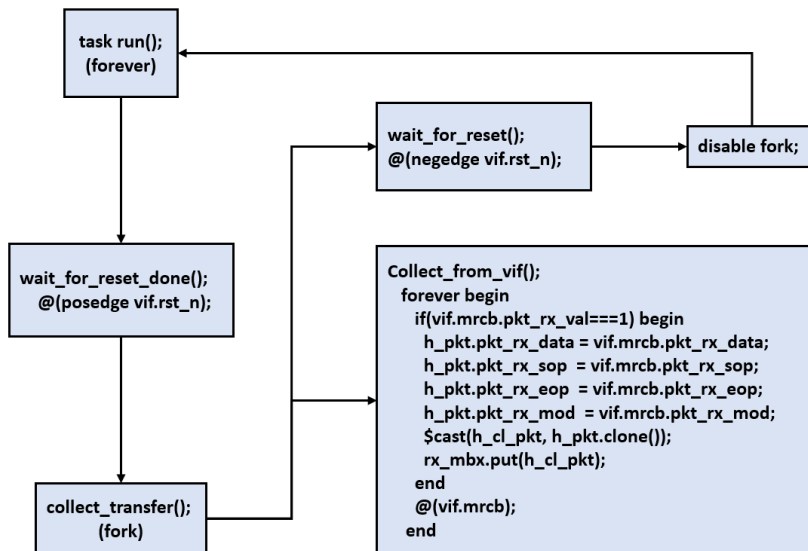 task run();
(forever)
wait_for_reset();
@(negedge vif.rst_n);
disable fork;
wait_for_reset_done();
@(posedge vif.rst_n);
Collect_from_vif();
forever begin
if(vif.mrcb.pkt_rx_val===1) begin
h_pkt.pkt_rx_data = vif.mrcb.pkt_rx_data;
h_pkt.pkt_rx_sop = vif.mrcb.pkt_rx_sop;
h_pkt.pkt_rx_eop = vif.mrcb.pkt_rx_eop;
h_pkt.pkt_rx_mod = vif.mrcb.pkt_rx_mod;
$cast(h_cl_pkt, h_pkt.clone());
rx_mbx.put(h_cl_pkt);
end
@(vif.mrcb);
end
collect_transfer();
(fork)